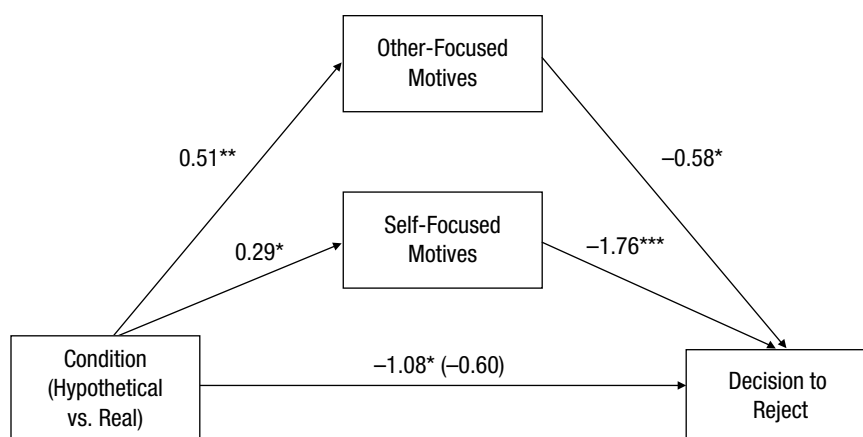 Other-Focused
Motives
0.51**
–0.58*
Self-Focused
Motives
0.29*
–1.76***
Condition
(Hypothetical
vs. Real)
–1.08* (–0.60)
Decision to
Reject